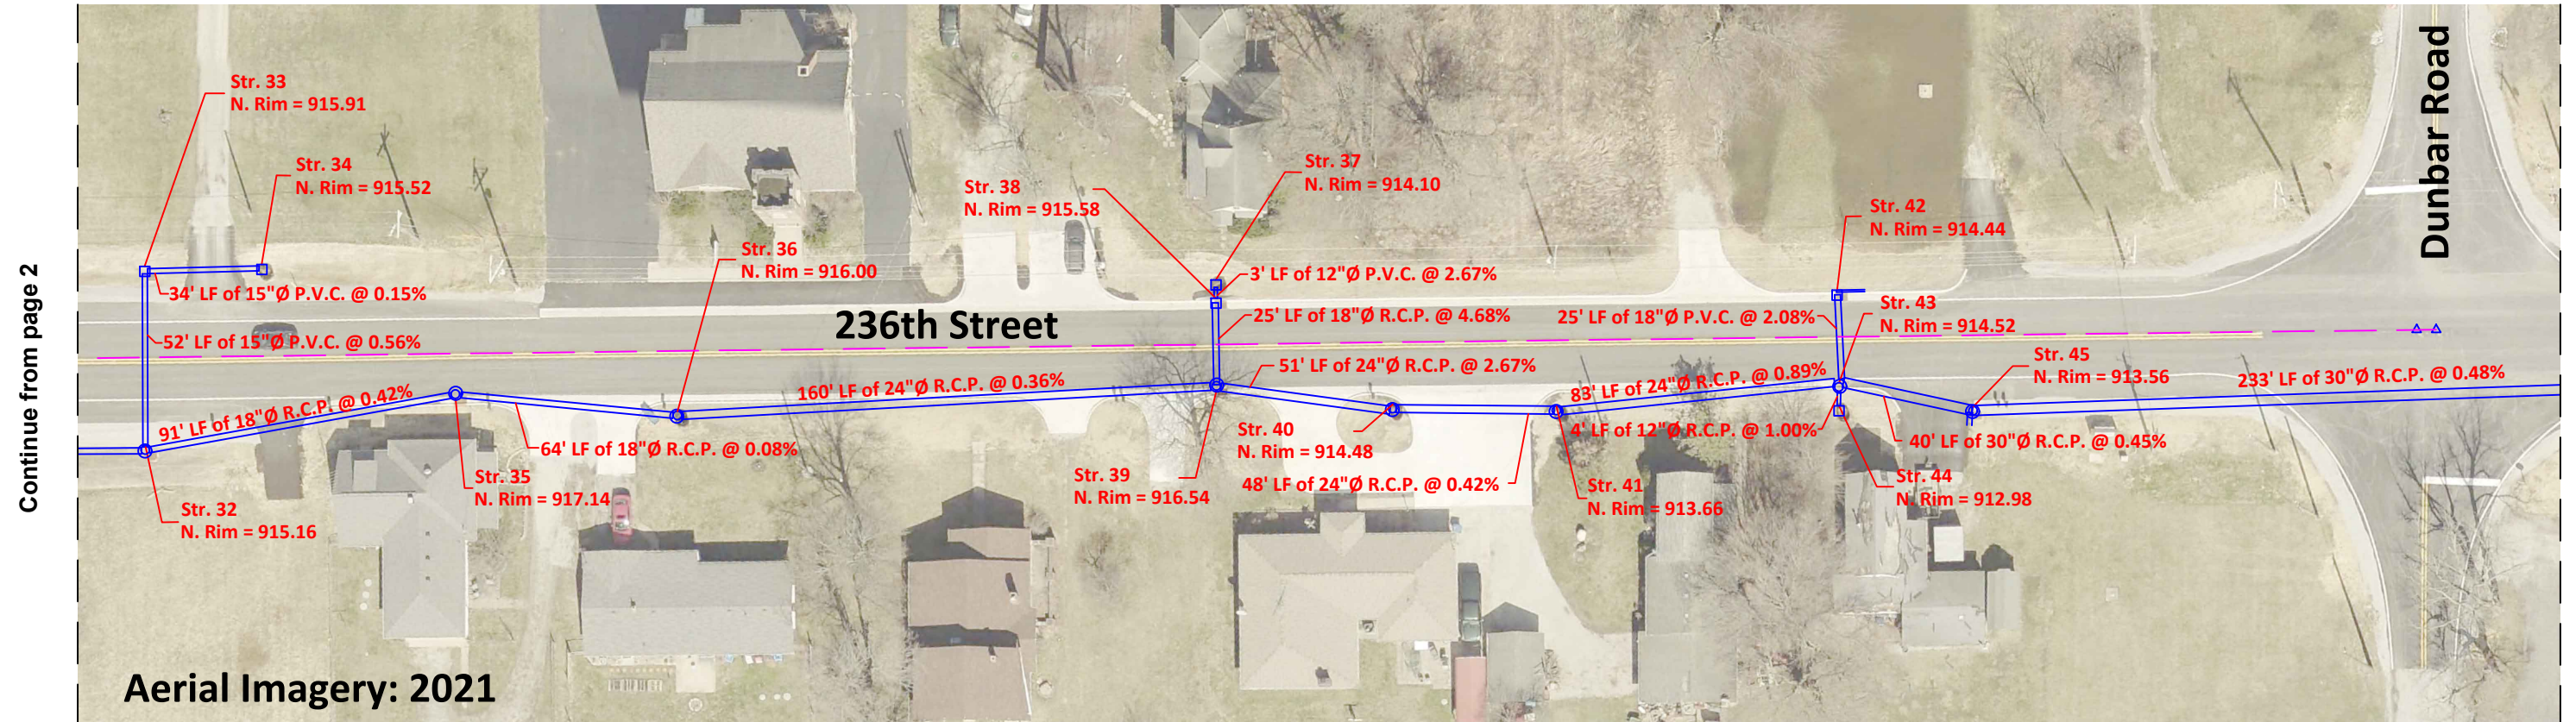 Continue from page 2
Str. 33
N. Rim = 915.91
Str. 34
N. Rim = 915.52
34' LF of 15"Ø P.V.C. @ 0.15%
52' LF of 15"Ø P.V.C. @ 0.56%
91' LF of 18"Ø R.C.P. @ 0.42%
Str. 32
N. Rim = 915.16
Str. 35
N. Rim = 917.14
64' LF of 18"Ø R.C.P. @ 0.08%
Str. 36
N. Rim = 916.00
236th Street
160' LF of 24"Ø R.C.P. @ 0.36%
Str. 38
N. Rim = 915.58
Str. 37
N. Rim = 914.10
3' LF of 12"Ø P.V.C. @ 2.67%
25' LF of 18"Ø R.C.P. @ 4.68%
51' LF of 24"Ø R.C.P. @ 2.67%
Str. 39
N. Rim = 916.54
Str. 40
N. Rim = 914.48
48' LF of 24"Ø R.C.P. @ 0.42%
Str. 41
N. Rim = 913.66
83' LF of 24"Ø R.C.P. @ 0.89%
4' LF of 12"Ø R.C.P. @ 1.00%
25' LF of 18"Ø P.V.C. @ 2.08%
Str. 42
N. Rim = 914.44
Str. 43
N. Rim = 914.52
Str. 44
N. Rim = 912.98
40' LF of 30"Ø R.C.P. @ 0.45%
Str. 45
N. Rim = 913.56
233' LF of 30"Ø R.C.P. @ 0.48%
Dunbar Road
Aerial Imagery: 2021